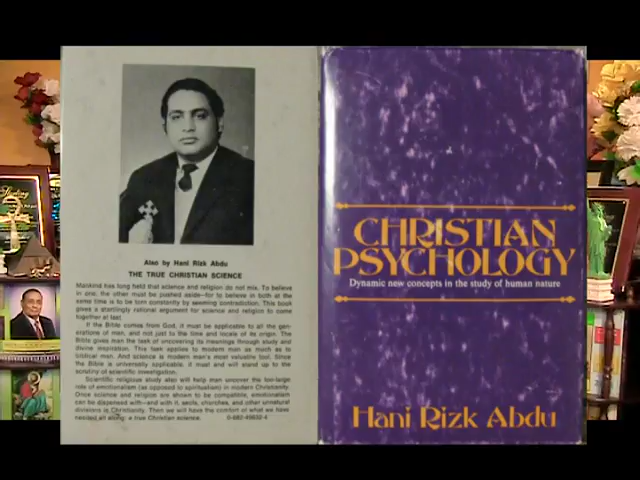 Also by Hani Rizk Abdu
THE TRUE CHRISTIAN SCIENCE
Mankind has long held that science and religion do not mix. To believe
in one, the other must be pushed aside—for to believe in both at the
same time is to be torn constantly by seeming contradiction. This book
gives a startlingly rational argument for science and religion to come
together at last.
If the Bible comes from God, it must be applicable to all the gen-
erations of man, and not just to the time and locale of its origin. The
Bible gives man the task of uncovering its meanings through study and
divine inspiration. This task applies to modern man as much as to
biblical man. And science is modern man's most valuable tool. Since
the Bible is universally applicable, it must and will stand up to the
scrutiny of scientific investigation.
Scientific religious study also will help man uncover the too-large
role of emotionalism (as opposed to spiritualism) in modern Christianity.
Once science and religion are shown to be compatible, emotionalism
can be dispensed with—and with it, sects, churches, and other unnatural
divisions in Christianity. Then we will have the comfort of what we have
needed all along: a true Christian science. 0-682-49632-4
CHRISTIAN
PSYCHOLOGY
Dynamic new concepts in the study of human nature
Hani Rizk Abdu